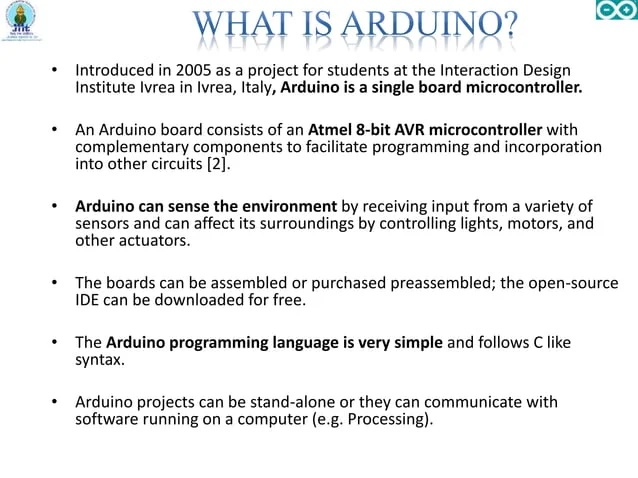 WHAT IS ARDUINO?
• Introduced in 2005 as a project for students at the Interaction Design
Institute Ivrea in Ivrea, Italy, Arduino is a single board microcontroller.
• An Arduino board consists of an Atmel 8-bit AVR microcontroller with
complementary components to facilitate programming and incorporation
into other circuits [2].
• Arduino can sense the environment by receiving input from a variety of
sensors and can affect its surroundings by controlling lights, motors, and
other actuators.
• The boards can be assembled or purchased preassembled; the open-source
IDE can be downloaded for free.
• The Arduino programming language is very simple and follows C like
syntax.
• Arduino projects can be stand-alone or they can communicate with
software running on a computer (e.g. Processing).